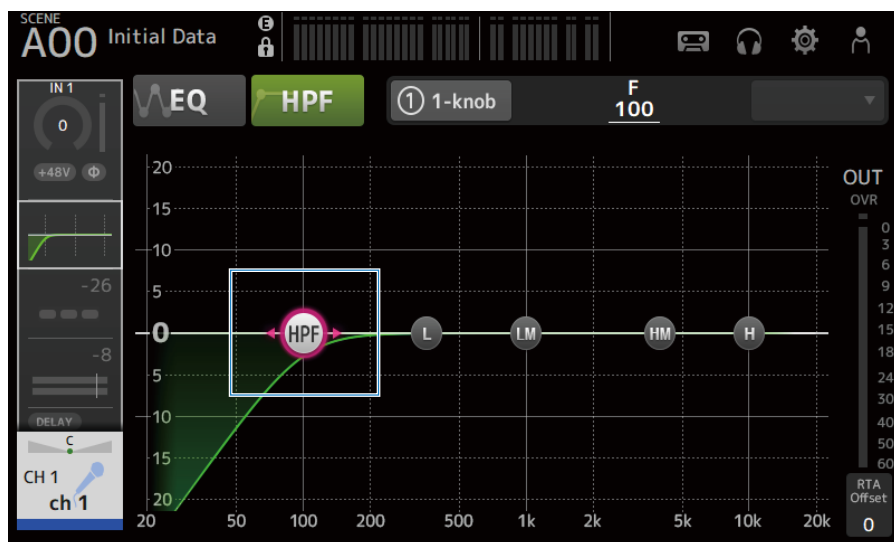 SCENE
A00 Initial Data
E
IN 1
0
+48V Φ
-26
-8
DELAY
C
CH 1
ch 1
EQ
HPF
1 1-knob
F
100
20
15
10
5
0
5
10
15
20
HPF
L
LM
HM
H
20 50 100 200 500 1k 2k 5k 10k 20k
OUT
OVR
0
3
6
9
12
15
18
24
30
40
50
60
RTA
Offset
0